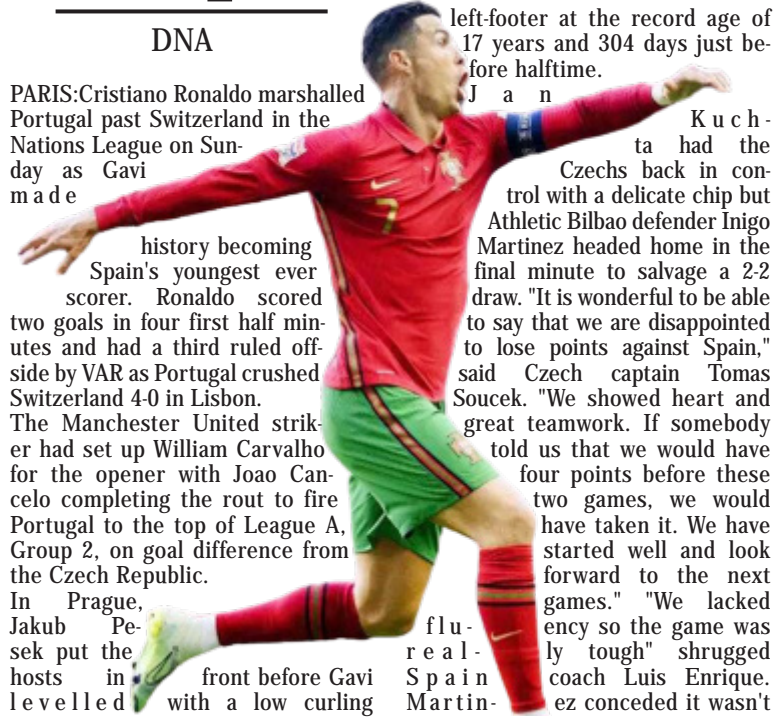 DNA
PARIS:Cristiano Ronaldo marshalled
Portugal past Switzerland in the
Nations League on Sun-
day as Gavi
made
history becoming
Spain's youngest ever
scorer. Ronaldo scored
two goals in four first half min-
utes and had a third ruled off-
side by VAR as Portugal crushed
Switzerland 4-0 in Lisbon.
The Manchester United strik-
er had set up William Carvalho
for the opener with Joao Can-
celo completing the rout to fire
Portugal to the top of League A,
Group 2, on goal difference from
the Czech Republic.
In Prague,
Jakub Pe-
sek put the
hosts in front before Gavi
levelled with a low curling
left-footer at the record age of
17 years and 304 days just be-
fore halftime.
Jan
Kuch-
ta had the
Czechs back in con-
trol with a delicate chip but
Athletic Bilbao defender Inigo
Martinez headed home in the
final minute to salvage a 2-2
draw. "It is wonderful to be able
to say that we are disappointed
to lose points against Spain,"
said Czech captain Tomas
Soucek. "We showed heart and
great teamwork. If somebody
told us that we would have
four points before these
two games, we would
have taken it. We have
started well and look
forward to the next
games." "We lacked
flu- ency so the game was
real- ly tough" shrugged
Spain coach Luis Enrique.
Martin- ez conceded it wasn't
7